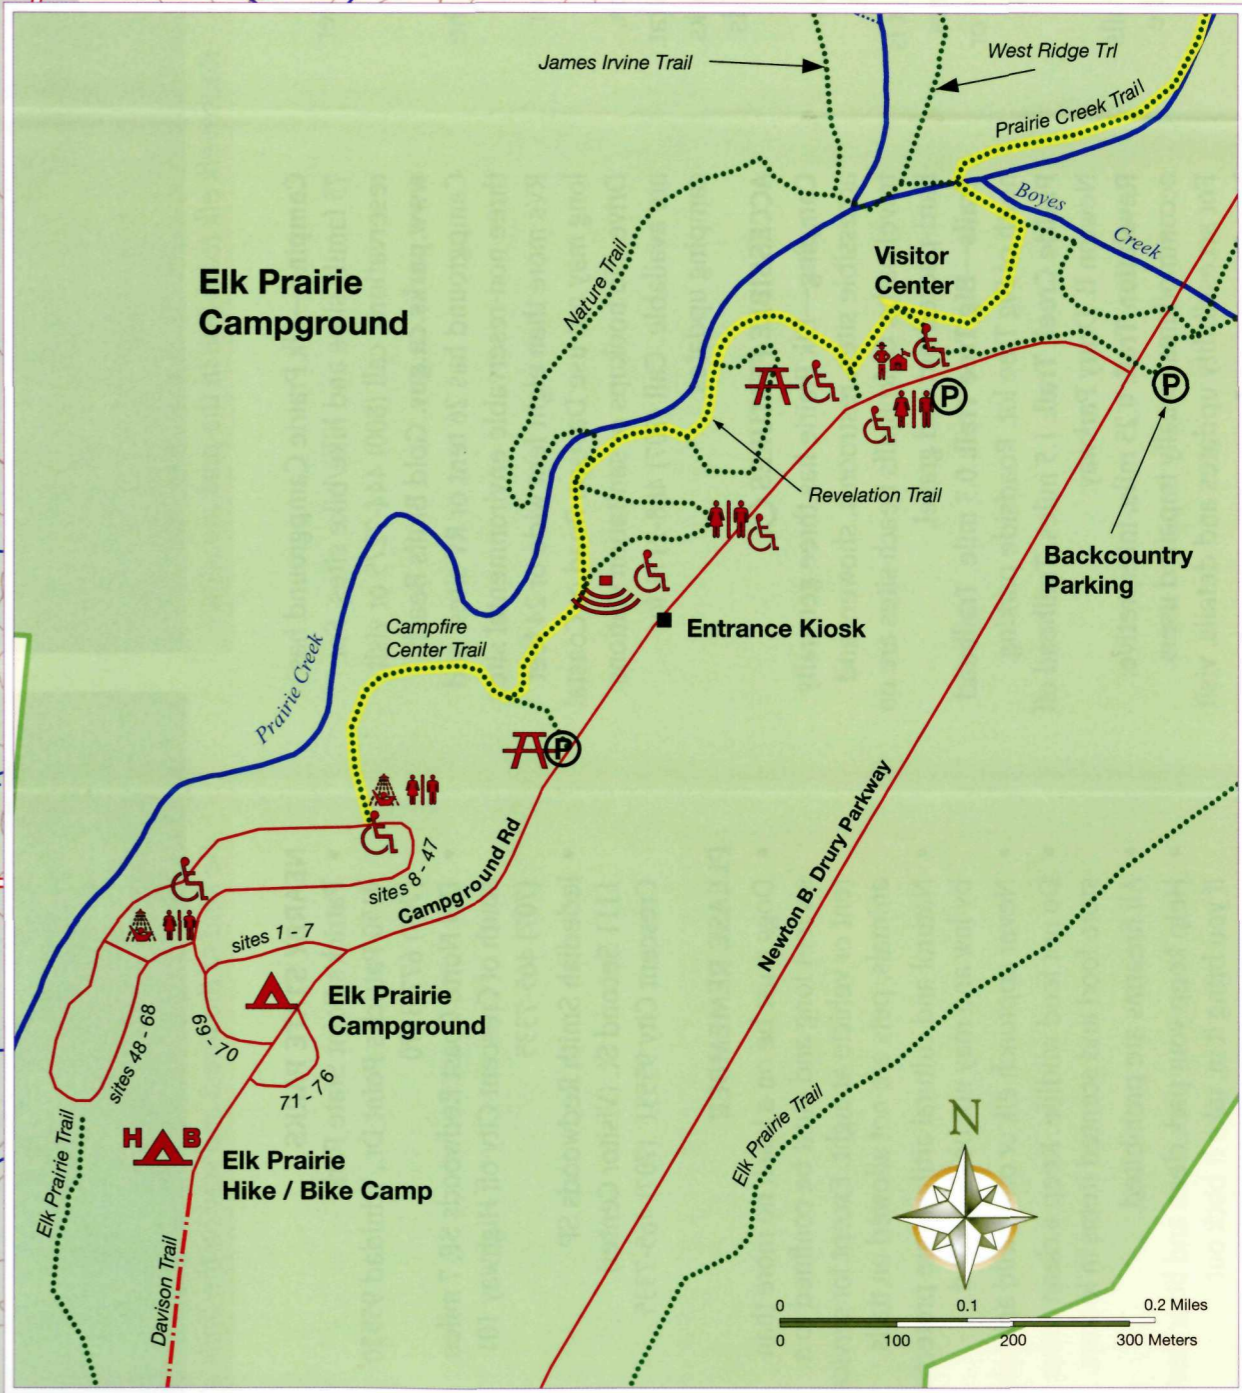 James Irvine Trail
West Ridge Trl
Prairie Creek Trail
Boyes
Creek
Visitor
Center
Elk Prairie
Campground
Nature Trail
P
P
Revelation Trail
Backcountry
Parking
Entrance Kiosk
Campfire
Center Trail
Prairie Creek
P
Newton B. Drury Parkway
sites 8 - 47
Campground Rd
sites 1 - 7
Elk Prairie
Campground
69 - 70
sites 48 - 68
71 - 76
Elk Prairie Trail
H B
Elk Prairie
Hike / Bike Camp
Davison Trail
Elk Prairie Trail
N
0 0.1 0.2 Miles
0 100 200 300 Meters